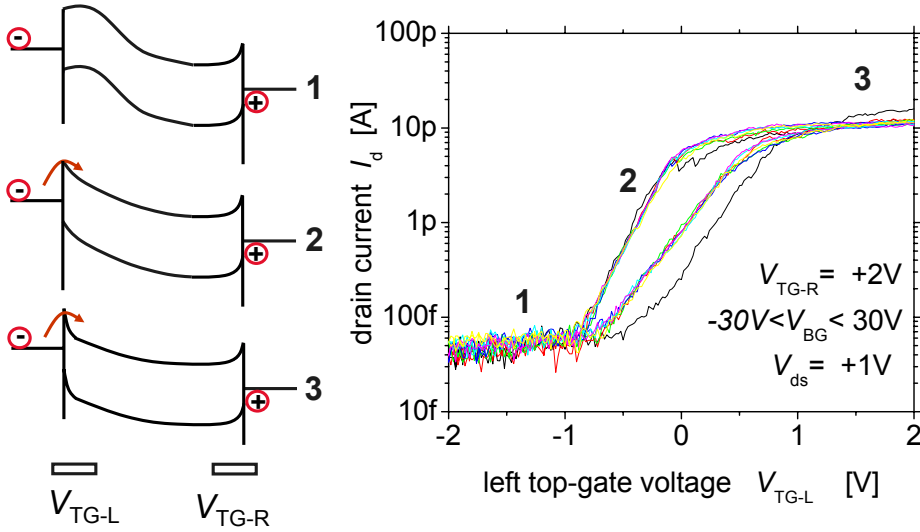 -
1
+
-
2
+
-
3
+
V_TG-L V_TG-R
drain current I_d [A]
100p
10p
1p
100f
10f
1
2
3
V_TG-R= +2V
-30V<V_BG< 30V
V_ds= +1V
-2 -1 0 1 2
left top-gate voltage V_TG-L [V]